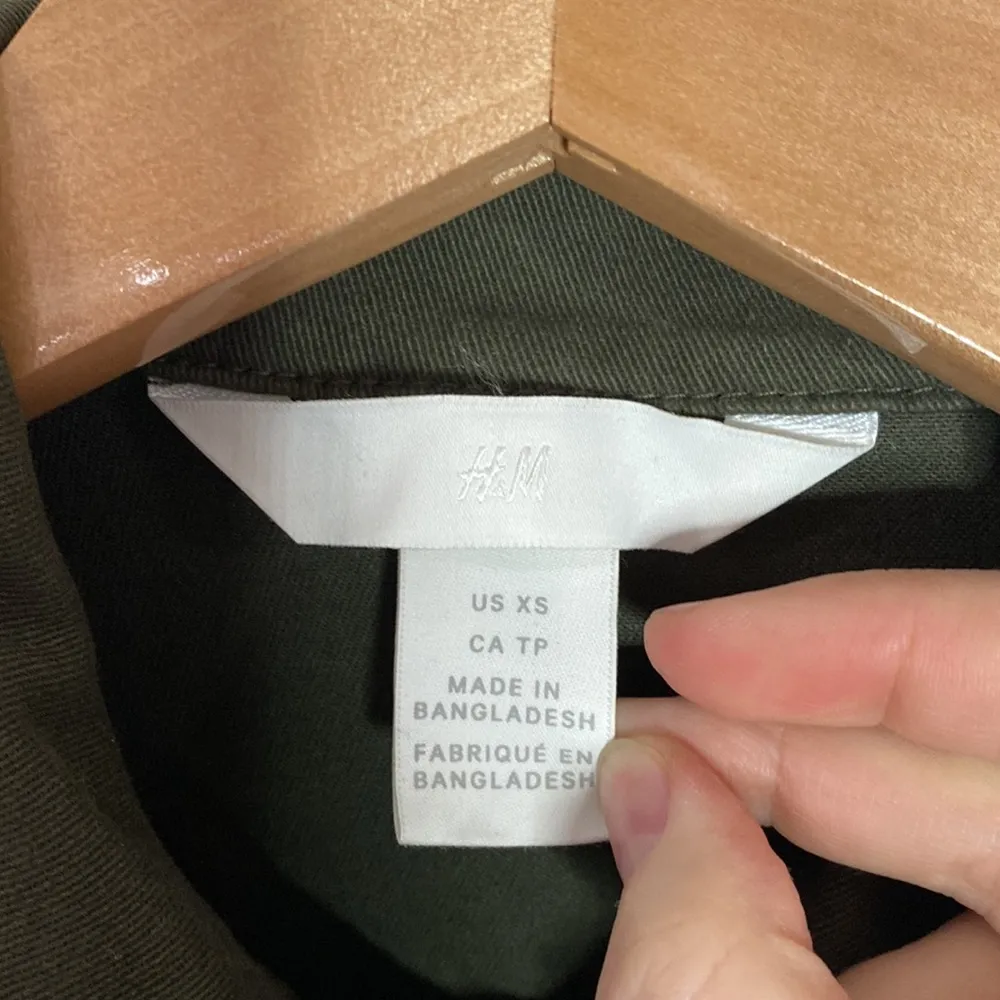 H&M
US XS
CA TP
MADE IN
BANGLADESH
FABRIQUÉ EN
BANGLADESH